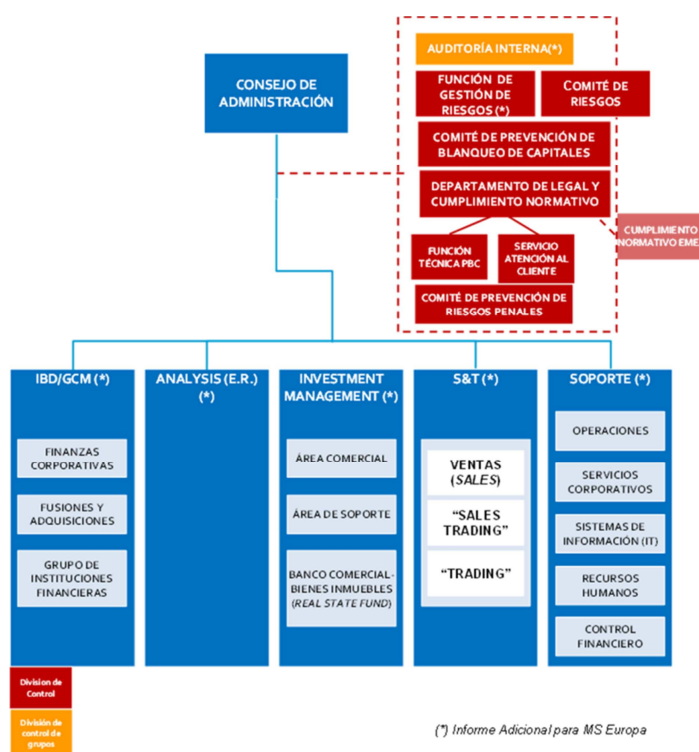 AUDITORÍA INTERNA(*)
CONSEJO DE
ADMINISTRACIÓN
FUNCIÓN DE
GESTIÓN DE
RIESGOS (*)
COMITÉ DE
RIESGOS
COMITÉ DE PREVENCIÓN DE
BLANQUEO DE CAPITALES
DEPARTAMENTO DE LEGAL Y
CUMPLIMIENTO NORMATIVO
CUMPLIMIENTO
NORMATIVO EME
FUNCIÓN
TÉCNICA PBC
SERVICIO
ATENCIÓN AL
CLIENTE
COMITÉ DE PREVENCIÓN DE
RIESGOS PENALES
IBD/GCM (*)
FINANZAS
CORPORATIVAS
FUSIONES Y
ADQUISICIONES
GRUPO DE
INSTITUCIONES
FINANCIERAS
ANALYSIS (E.R.)
(*)
INVESTMENT
MANAGEMENT (*)
ÁREA COMERCIAL
ÁREA DE SOPORTE
BANCO COMERCIAL-
BIENES INMUEBLES
(REAL STATE FUND)
S&T (*)
VENTAS
(SALES)
“SALES
TRADING”
“TRADING”
SOPORTE (*)
OPERACIONES
SERVICIOS
CORPORATIVOS
SISTEMAS DE
INFORMACIÓN (IT)
RECURSOS
HUMANOS
CONTROL
FINANCIERO
Division de
Control
División de
control de
grupos
(*) Informe Adicional para MS Europa